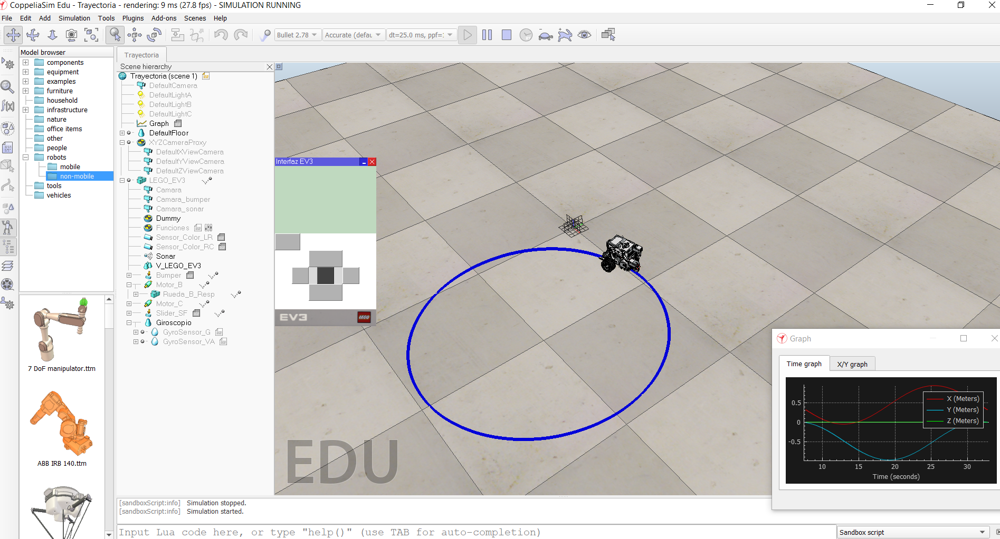 CoppeliaSim Edu - Trayectoria - rendering: 9 ms (27.8 fps) - SIMULATION RUNNING
File Edit Add Simulation Tools Plugins Add-ons Scenes Help
Bullet 2.78 Accurate (defau dt=25.0 ms, ppf=
Model browser
components
equipment
examples
furniture
household
infrastructure
nature
office items
other
people
robots
mobile
non-mobile
tools
vehicles
7 DoF manipulator.ttm
ABB IRB 140.ttm
Trayectoria
Scene hierarchy
Trayectoria (scene 1)
DefaultCamera
DefaultLightA
DefaultLightB
DefaultLightC
Graph
DefaultFloor
XYZCameraProxy
DefaultXViewCamera
DefaultYViewCamera
DefaultZViewCamera
LEGO_EV3
Camara
Camara_bumper
Camara_sonar
Dummy
Funciones
Sensor_Color_LR
Sensor_Color_RC
Sonar
V_LEGO_EV3
Bumper
Motor_B
Rueda_B_Resp
Motor_C
Slider_SF
Giroscopio
GyroSensor_G
GyroSensor_VA
f(x)
Interfaz EV3
EV3 LEGO
EDU
Graph
Time graph X/Y graph
X (Meters)
Y (Meters)
Z (Meters)
0.5
0
-0.5
10 15 20 25 30
Time (seconds)
[sandboxScript:info] Simulation stopped.
[sandboxScript:info] Simulation started.
Input Lua code here, or type "help()" (use TAB for auto-completion)
Sandbox script